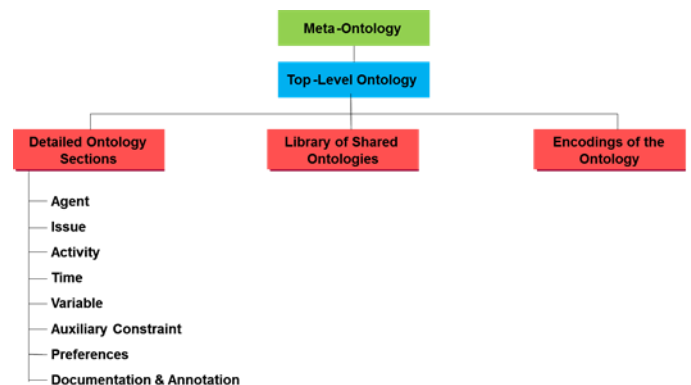 Meta-Ontology
Top-Level Ontology
Detailed Ontology
Sections
Library of Shared
Ontologies
Encodings of the
Ontology
Agent
Issue
Activity
Time
Variable
Auxiliary Constraint
Preferences
Documentation & Annotation